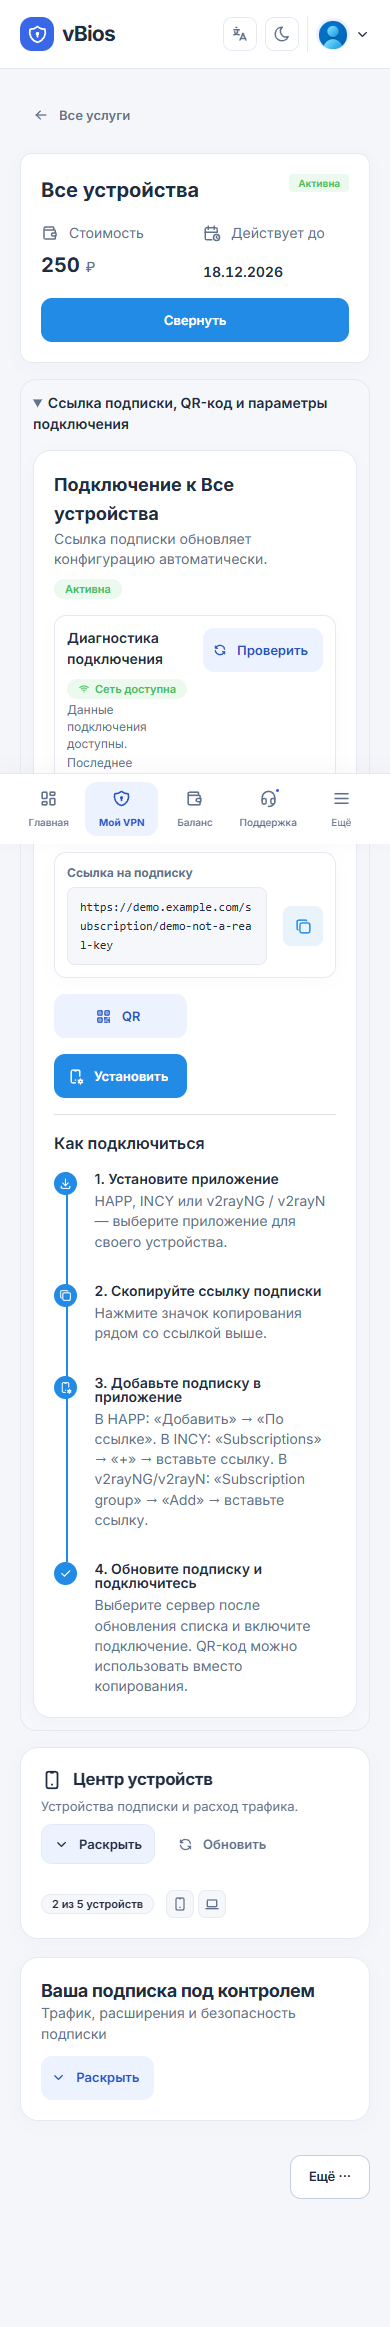 vBios
Все услуги
Все устройства
Активна
Стоимость
Действует до
250 ₽
18.12.2026
Свернуть
Ссылка подписки, QR-код и параметры
подключения
Подключение к Все
устройства
Ссылка подписки обновляет
конфигурацию автоматически.
Активна
Диагностика
подключения
Проверить
Сеть доступна
Данные
подключения
доступны.
Последнее
Главная
Мой VPN
Баланс
Поддержка
Ещё
Ссылка на подписку
https://demo.example.com/s
ubscription/demo-not-a-rea
l-key
QR
Установить
Как подключиться
1. Установите приложение
HAPP, INCY или v2rayNG / v2rayN
— выберите приложение для
своего устройства.
2. Скопируйте ссылку подписки
Нажмите значок копирования
рядом со ссылкой выше.
3. Добавьте подписку в
приложение
В HAPP: «Добавить» → «По
ссылке». В INCY: «Subscriptions»
→ «+» → вставьте ссылку. В
v2rayNG/v2rayN: «Subscription
group» → «Add» → вставьте
ссылку.
4. Обновите подписку и
подключитесь
Выберите сервер после
обновления списка и включите
подключение. QR-код можно
использовать вместо
копирования.
Центр устройств
Устройства подписки и расход трафика.
Раскрыть
Обновить
2 из 5 устройств
Ваша подписка под контролем
Трафик, расширения и безопасность
подписки
Раскрыть
Ещё ···